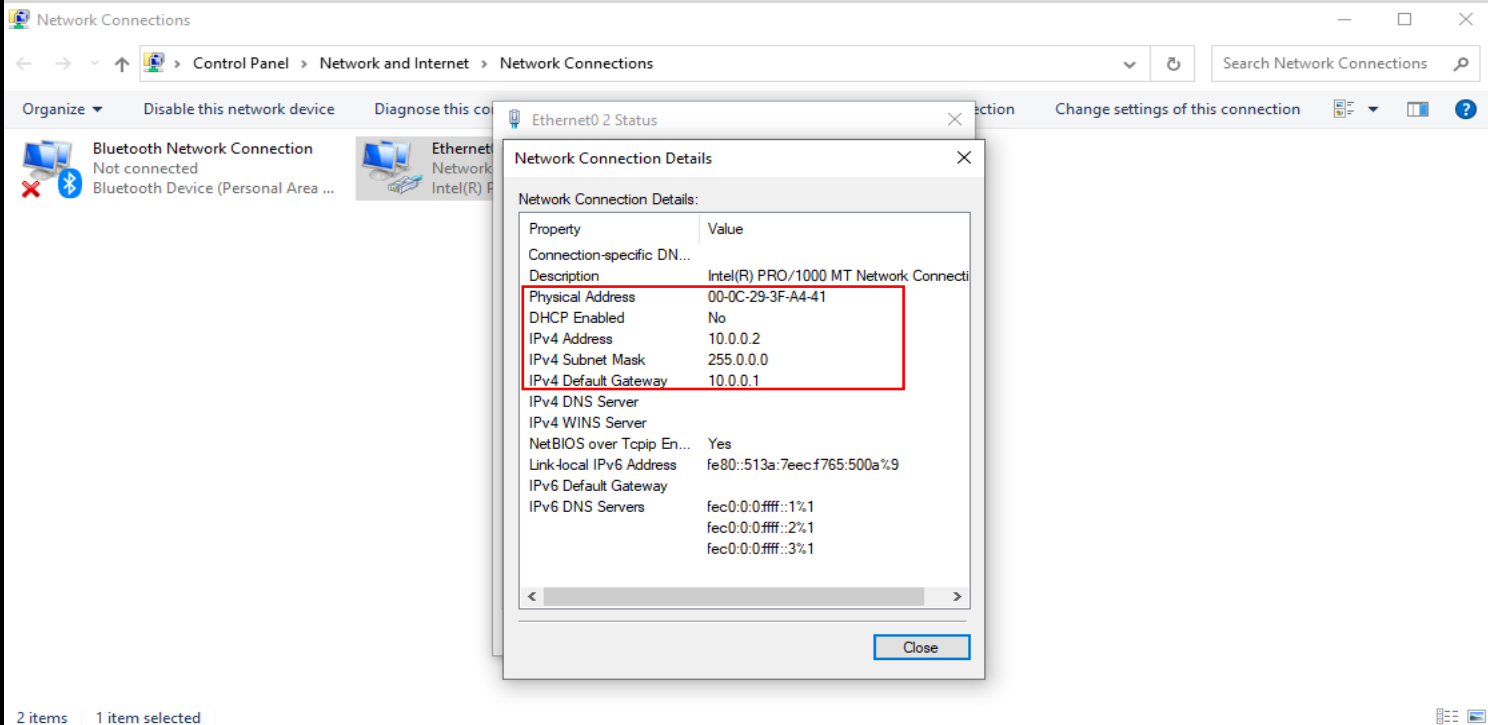 Network Connections
Control Panel > Network and Internet > Network Connections
Search Network Connections
Organize Disable this network device Diagnose this co ection Change settings of this connection
Bluetooth Network Connection
Not connected
Bluetooth Device (Personal Area ...
Ethernet
Network
Intel(R) P
Ethernet0 2 Status
Network Connection Details
Network Connection Details:
Property Value
Connection-specific DN...
Description Intel(R) PRO/1000 MT Network Connecti
Physical Address 00-0C-29-3F-A4-41
DHCP Enabled No
IPv4 Address 10.0.0.2
IPv4 Subnet Mask 255.0.0.0
IPv4 Default Gateway 10.0.0.1
IPv4 DNS Server
IPv4 WINS Server
NetBIOS over Tcpip En... Yes
Link-local IPv6 Address fe80::513a:7eec:f765:500a%9
IPv6 Default Gateway
IPv6 DNS Servers fec0:0:0:ffff::1%1
fec0:0:0:ffff::2%1
fec0:0:0:ffff::3%1
Close
2 items 1 item selected